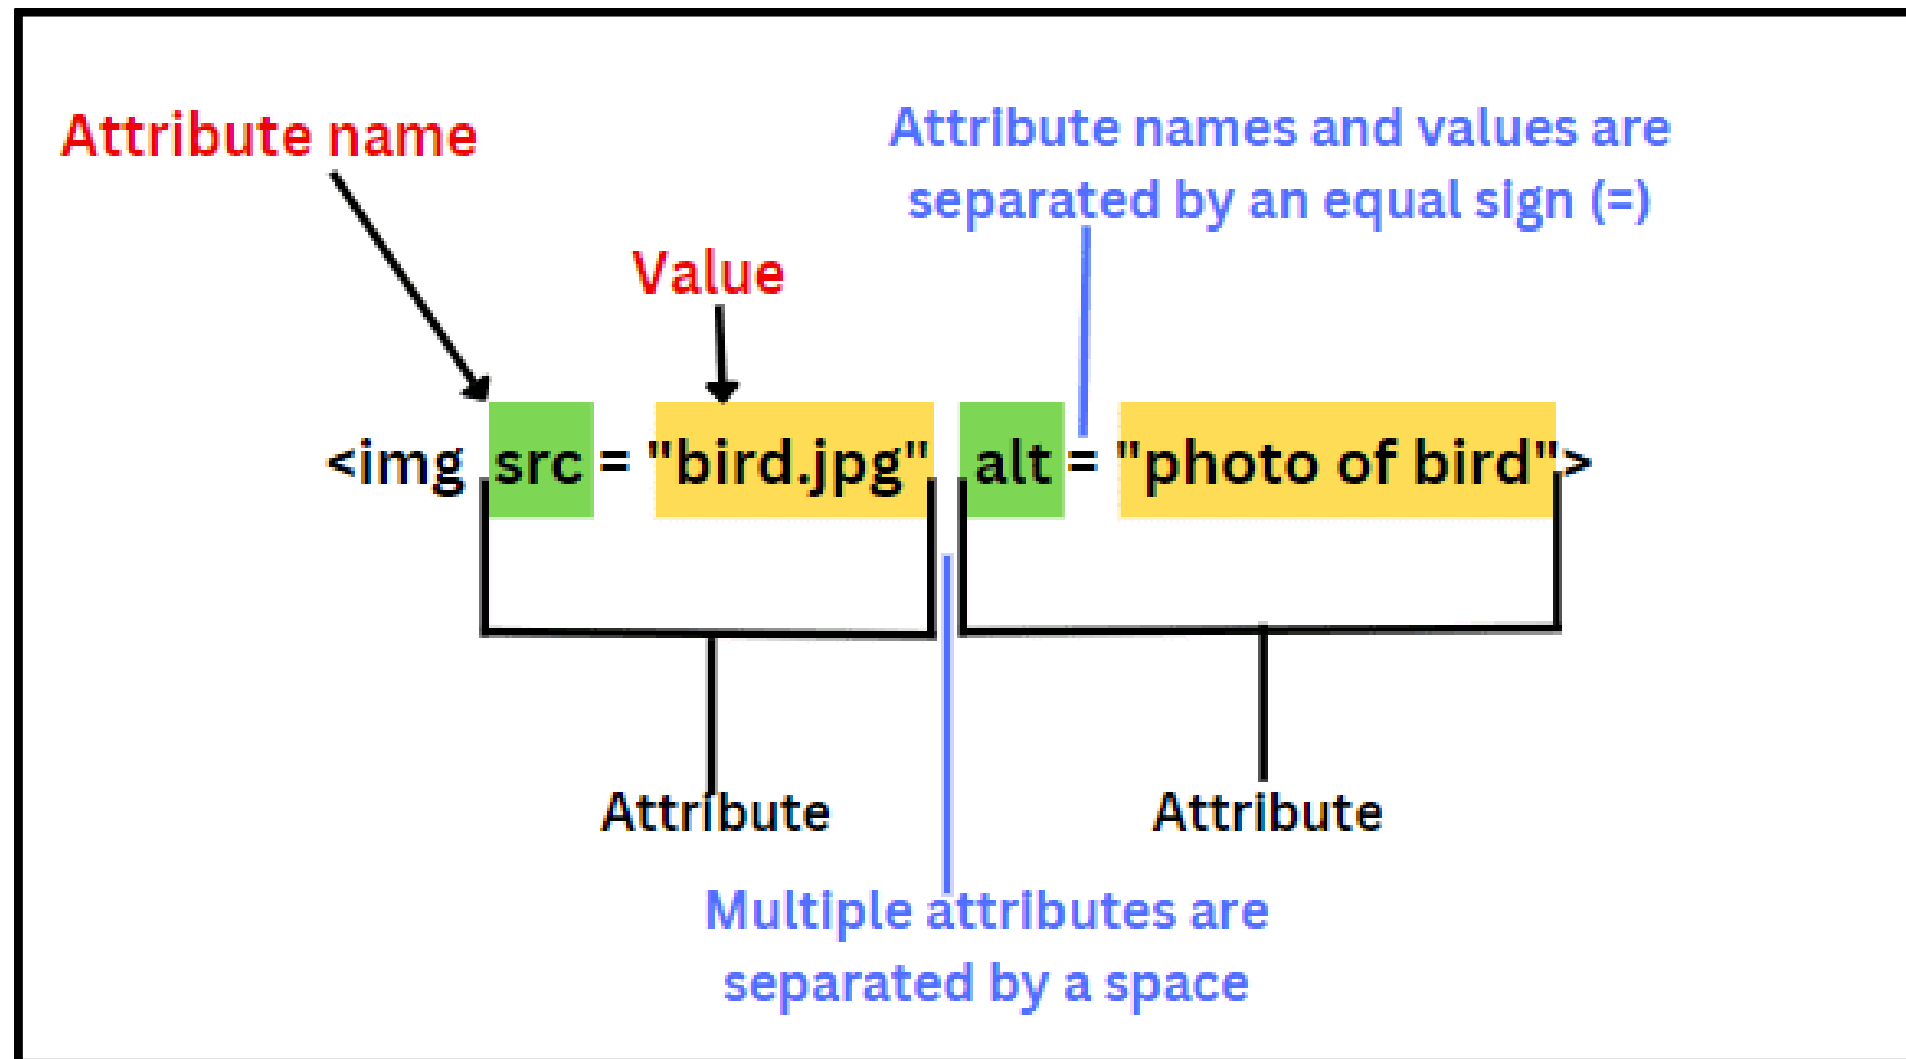 Attribute name
Attribute names and values are
separated by an equal sign (=)
Value
<img src = "bird.jpg" alt = "photo of bird">
Attribute
Attribute
Multiple attributes are
separated by a space